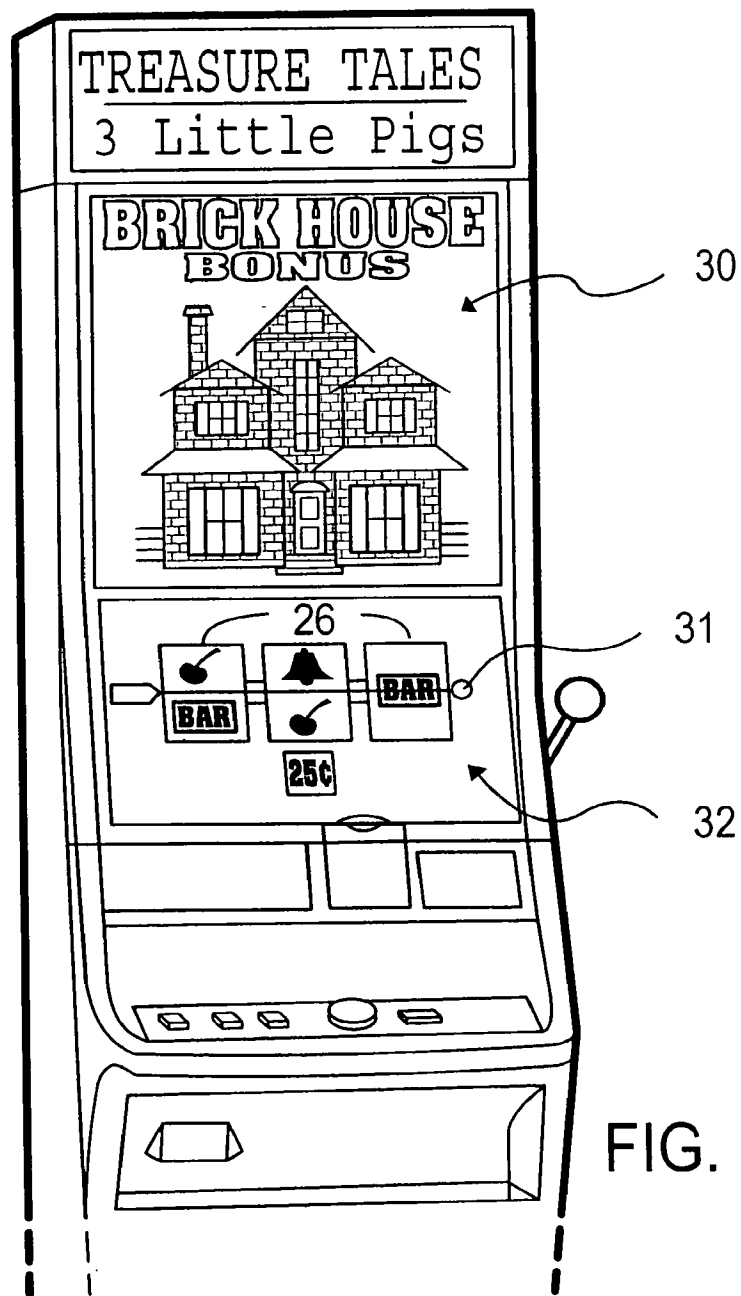 TREASURE TALES
3 Little Pigs
BRICK HOUSE
BONUS
30
26
31
BAR
BAR
25¢
32
FIG.